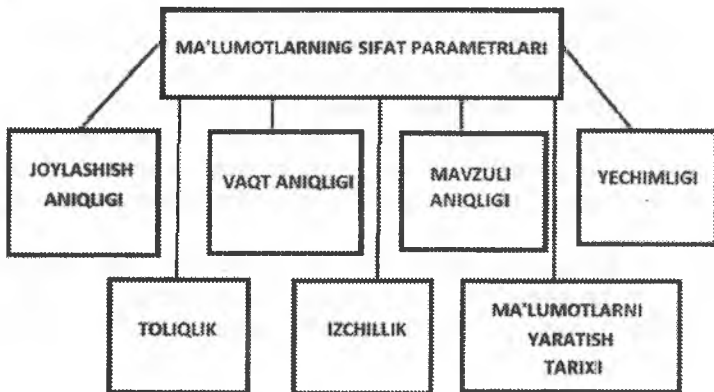 MA'LUMOTLARNING SIFAT PARAMETRLARI
JOYLASHISH
ANIQLIGI
VAQT ANIQLIGI
MAVZULI
ANIQLIGI
YECHIMLIGI
TOLIQLIK
IZCHILLIK
MA'LUMOTLARNI
YARATISH
TARIXI